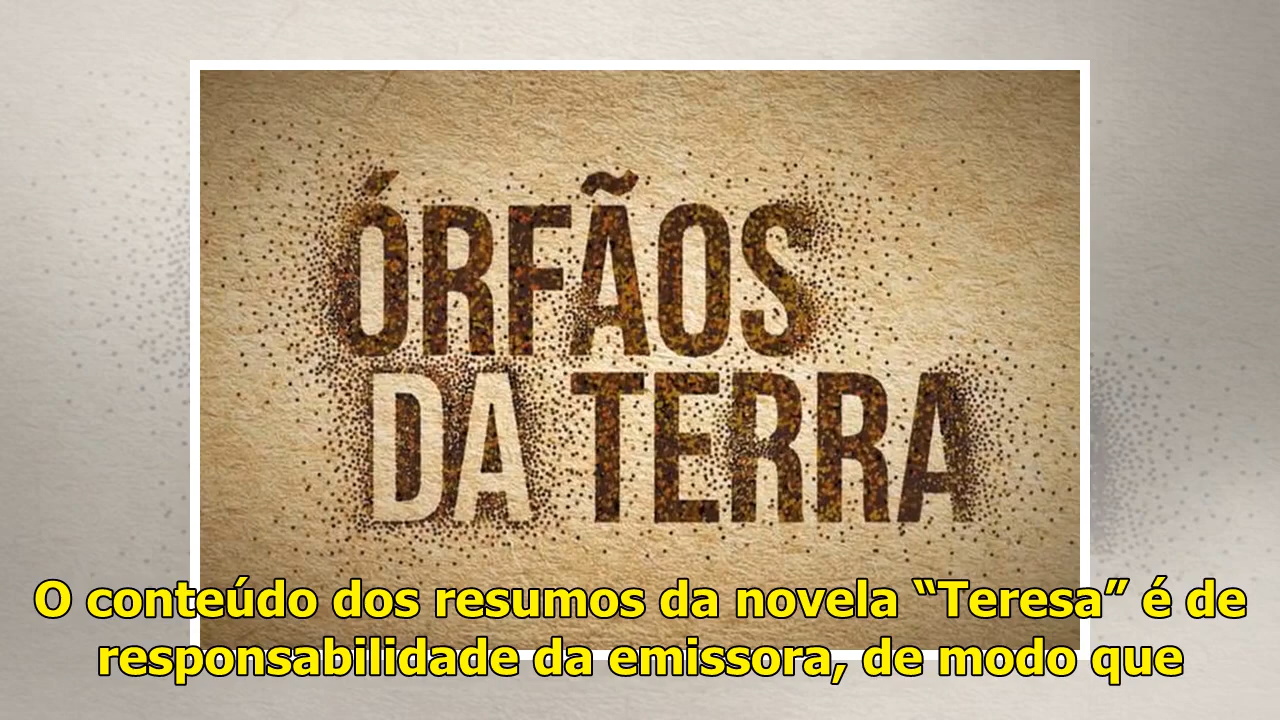 ÓRFÃOS
DA TERRA
O conteúdo dos resumos da novela “Teresa” é de
responsabilidade da emissora, de modo que